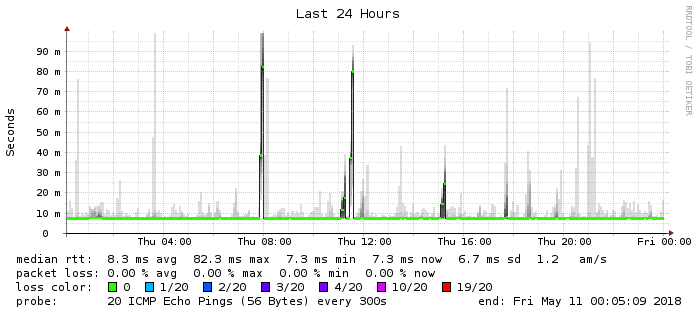 Last 24 Hours
RRDTOOL / TOBI OETIKER
Seconds
90 m
80 m
70 m
60 m
50 m
40 m
30 m
20 m
10 m
0
Thu 04:00 Thu 08:00 Thu 12:00 Thu 16:00 Thu 20:00 Fri 00:00
median rtt: 8.3 ms avg 82.3 ms max 7.3 ms min 7.3 ms now 6.7 ms sd 1.2 am/s
packet loss: 0.00 % avg 0.00 % max 0.00 % min 0.00 % now
loss color: 0 1/20 2/20 3/20 4/20 10/20 19/20
probe: 20 ICMP Echo Pings (56 Bytes) every 300s end: Fri May 11 00:05:09 2018